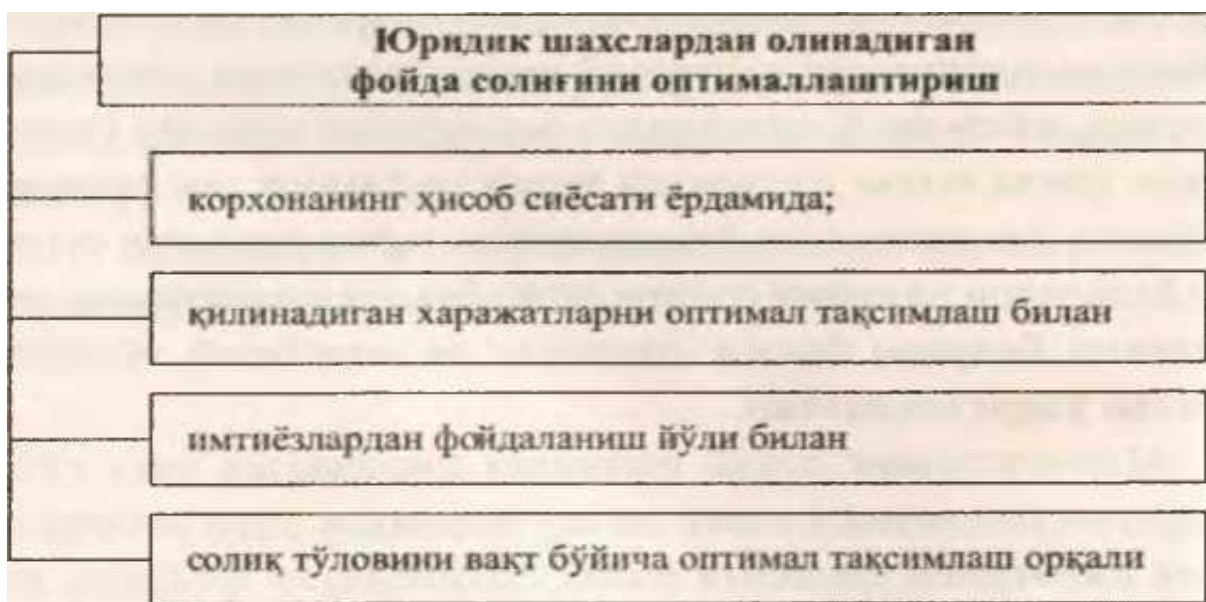 Юридик шахслардан олинадиган
фойда солиғини оптималлаштириш
корхонанинг ҳисоб сиёсати ёрдамида;
қилинадиган харажатларни оптимал тақсимлаш билан
имтиёзлардан фойдаланиш йўли билан
солиқ тўловини вақт бўйича оптимал тақсимлаш орқали